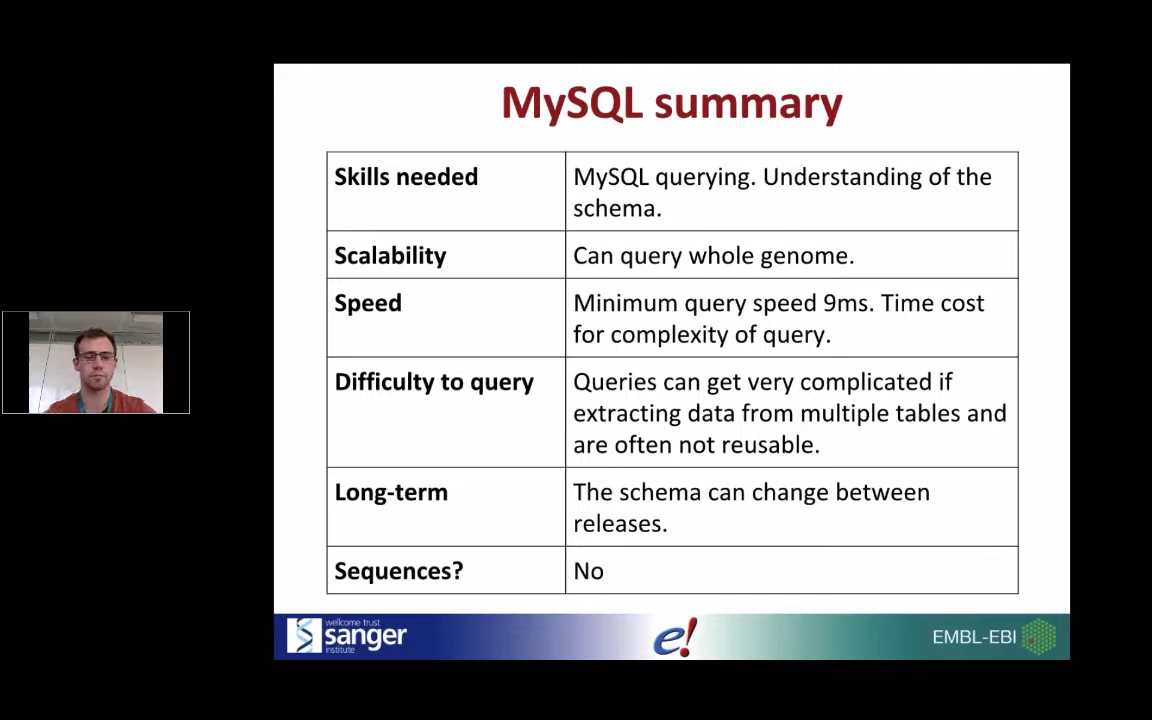 MySQL summary
Skills needed
MySQL querying. Understanding of the
schema.
Scalability
Can query whole genome.
Speed
Minimum query speed 9ms. Time cost
for complexity of query.
Difficulty to query
Queries can get very complicated if
extracting data from multiple tables and
are often not reusable.
Long-term
The schema can change between
releases.
Sequences?
No
wellcome trust
sanger
institute
e!
EMBL-EBI